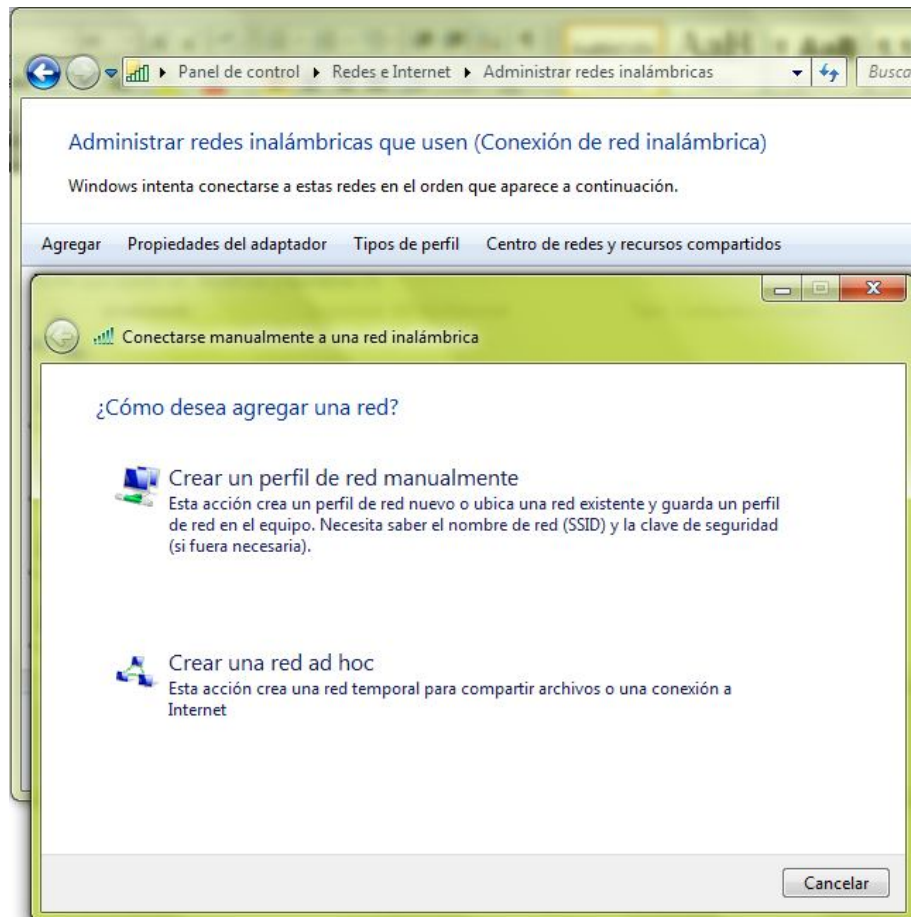 Panel de control ▸ Redes e Internet ▸ Administrar redes inalámbricas
Busca
Administrar redes inalámbricas que usen (Conexión de red inalámbrica)
Windows intenta conectarse a estas redes en el orden que aparece a continuación.
Agregar Propiedades del adaptador Tipos de perfil Centro de redes y recursos compartidos
Conectarse manualmente a una red inalámbrica
¿Cómo desea agregar una red?
Crear un perfil de red manualmente
Esta acción crea un perfil de red nuevo o ubica una red existente y guarda un perfil
de red en el equipo. Necesita saber el nombre de red (SSID) y la clave de seguridad
(si fuera necesaria).
Crear una red ad hoc
Esta acción crea una red temporal para compartir archivos o una conexión a
Internet
Cancelar